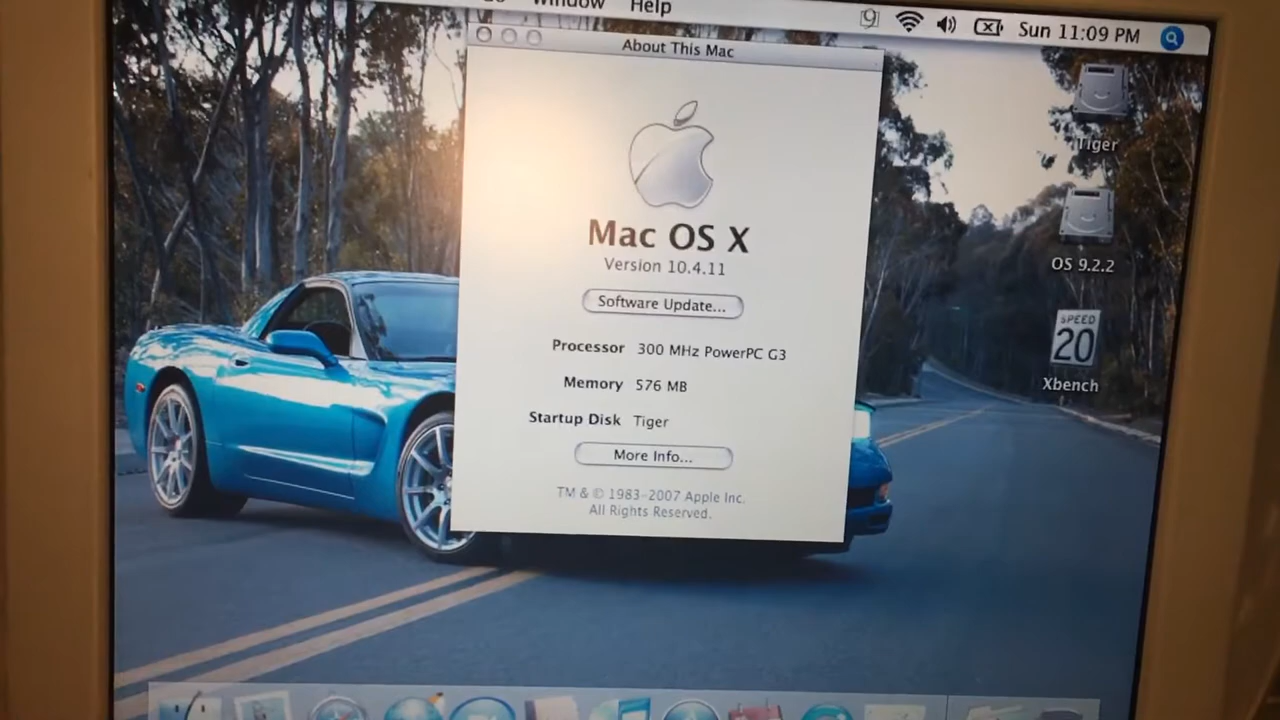 Window Help
Sun 11:09 PM
About This Mac
Tiger
Mac OS X
Version 10.4.11
OS 9.2.2
Software Update...
SPEED
20
Xbench
Processor 300 MHz PowerPC G3
Memory 576 MB
Startup Disk Tiger
More Info...
TM & © 1983-2007 Apple Inc.
All Rights Reserved.